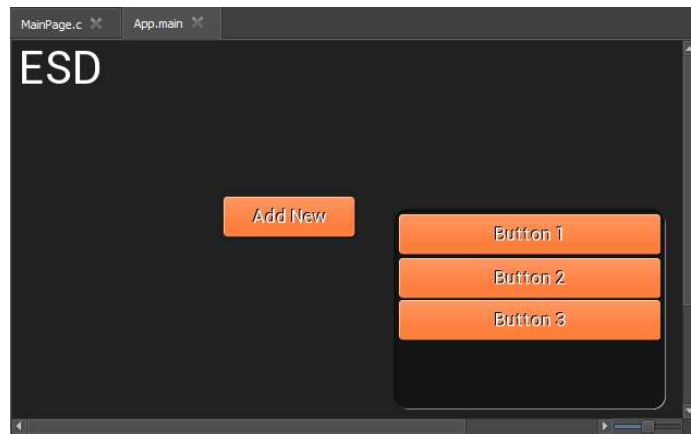 MainPage.c App.main
ESD
Add New
Button 1
Button 2
Button 3